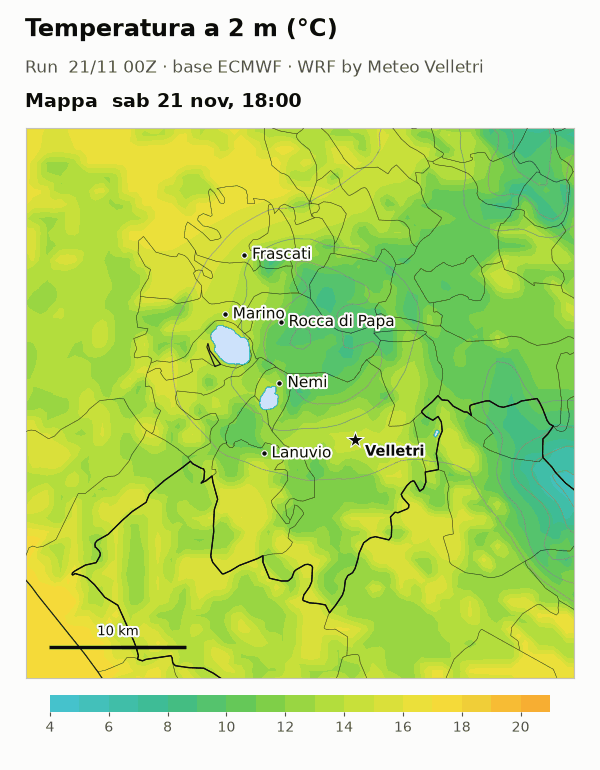 Temperatura a 2 m (°C)
Run  21/11 00Z · base ECMWF · WRF by Meteo Velletri
Mappa  sab 21 nov, 18:00
Frascati
Marino
Rocca di Papa
Nemi
Velletri
Lanuvio
10 km
4 6 8 10 12 14 16 18 20